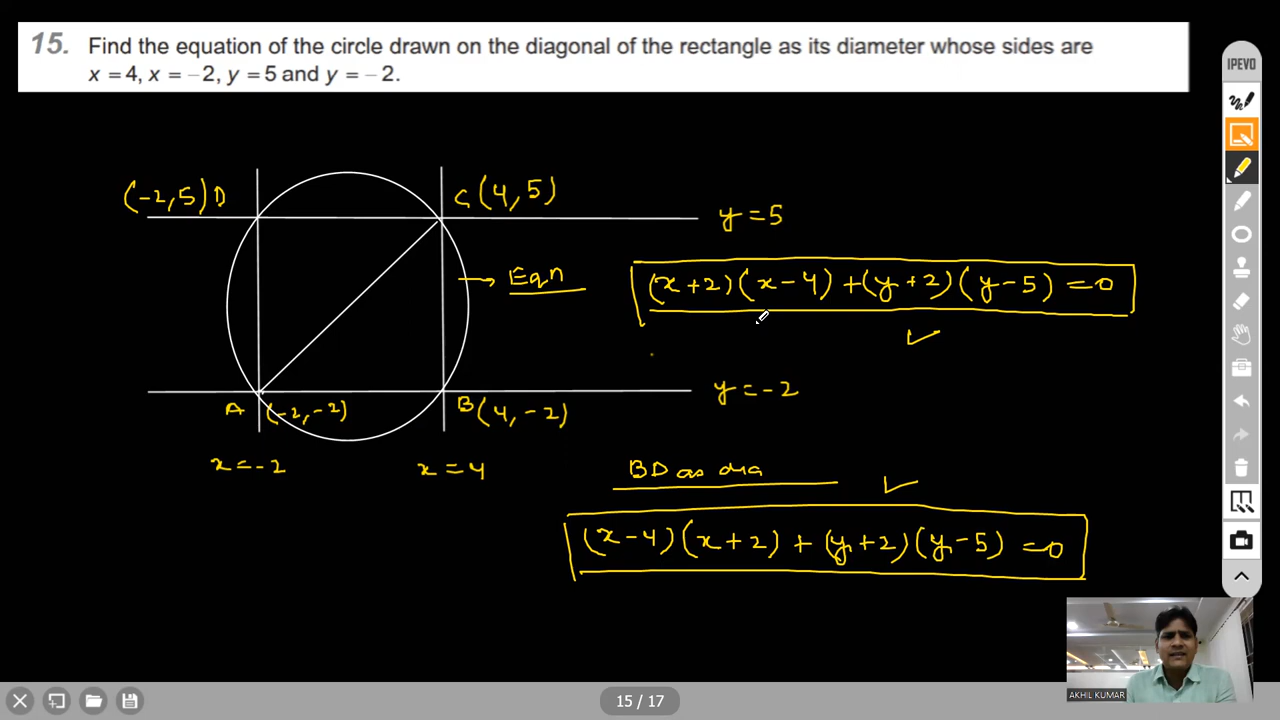 15. Find the equation of the circle drawn on the diagonal of the rectangle as its diameter whose sides are
x = 4, x = −2, y = 5 and y = −2.
IPEVO
(-2,5) D
C (4,5)
y = 5
→ Eqn
(x+2)(x-4)+(y+2)(y-5) = 0
y = -2
A (-2,-2)
B (4,-2)
x = -2
x = 4
BD as dia
(x-4)(x+2) + (y+2)(y-5) = 0
AKHIL KUMAR
15 / 17